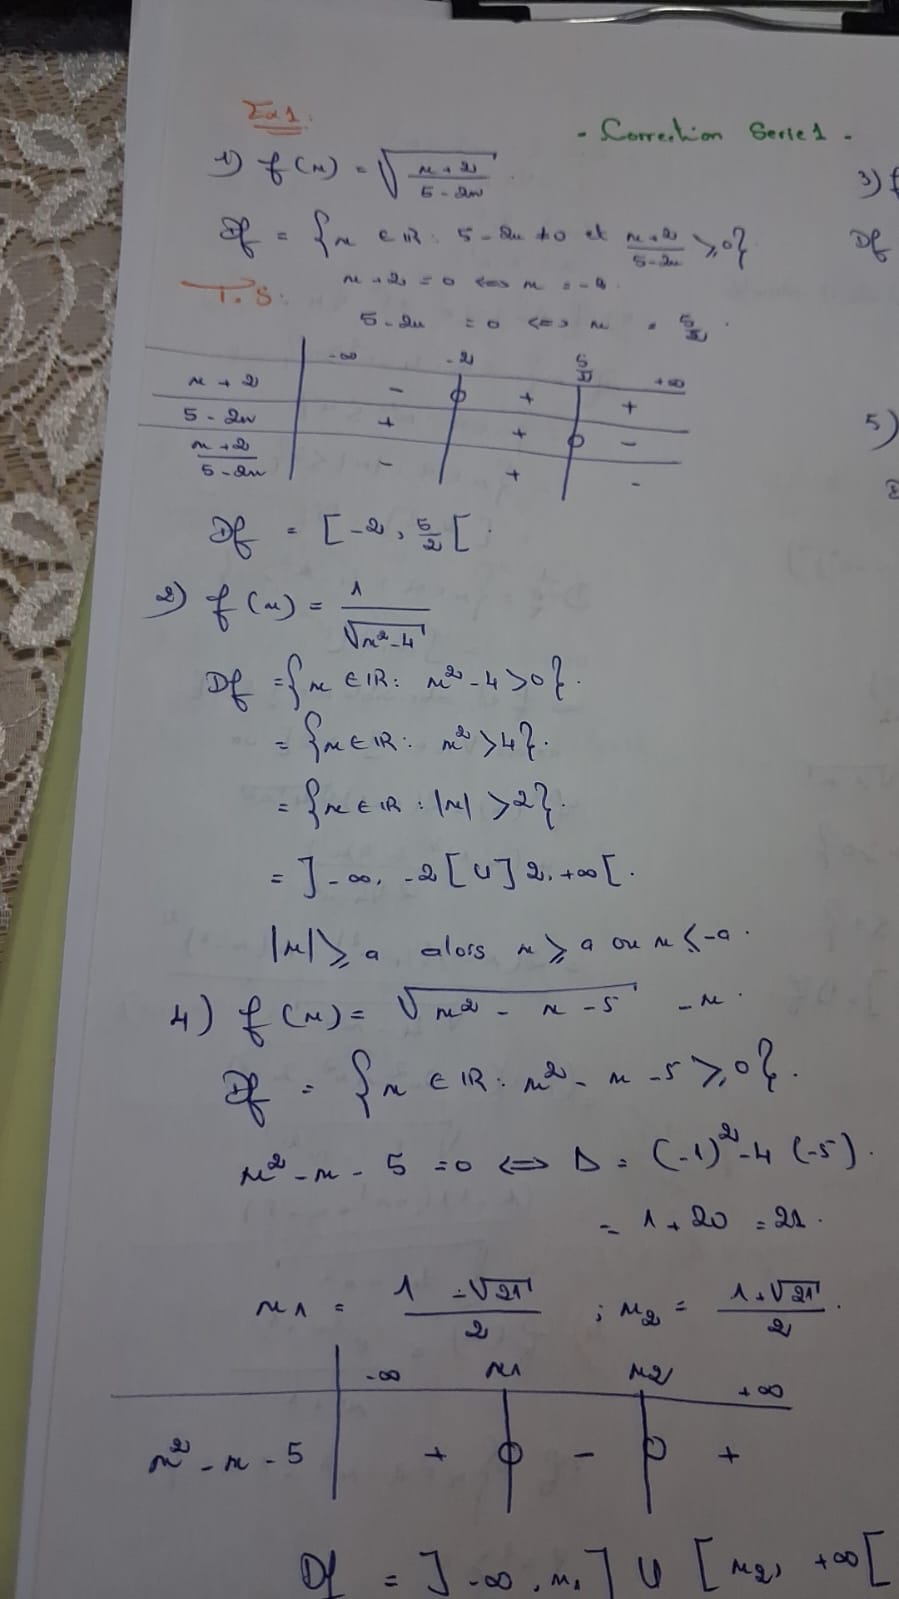 Ex1:
- Correction Serie 1 -
1) f(x) = √(x+2 / 5-2x)
3) f
Df = {x ∈ IR : 5-2x ≠ 0 et x+2 / 5-2x ≥ 0}
Df
x+2 = 0 <=> x = -2.
T.S:
5-2x = 0 <=> x = 5/2.
-∞ -2 5/2 +∞
x+2 - 0 + +
5-2x + + 0 -
x+2 / 5-2x - + -
5)
Df = [-2, 5/2 [.
2) f(x) = 1 / √(x²-4)
Df = {x ∈ IR : x²-4 > 0}.
= {x ∈ IR : x² > 4}.
= {x ∈ IR : |x| > 2}.
= ]-∞, -2[ U ]2, +∞[.
|x| ≥ a alors x ≥ a ou x ≤ -a.
4) f(x) = √(x² - x - 5) - x.
Df = {x ∈ IR : x² - x - 5 ≥ 0}.
x² - x - 5 = 0 <=> Δ = (-1)² - 4 (-5).
= 1 + 20 = 21.
x1 = 1 - √21 / 2 ; x2 = 1 + √21 / 2.
-∞ x1 x2 +∞
x² - x - 5 + 0 - 0 +
Df = ]-∞, x1] U [x2, +∞[